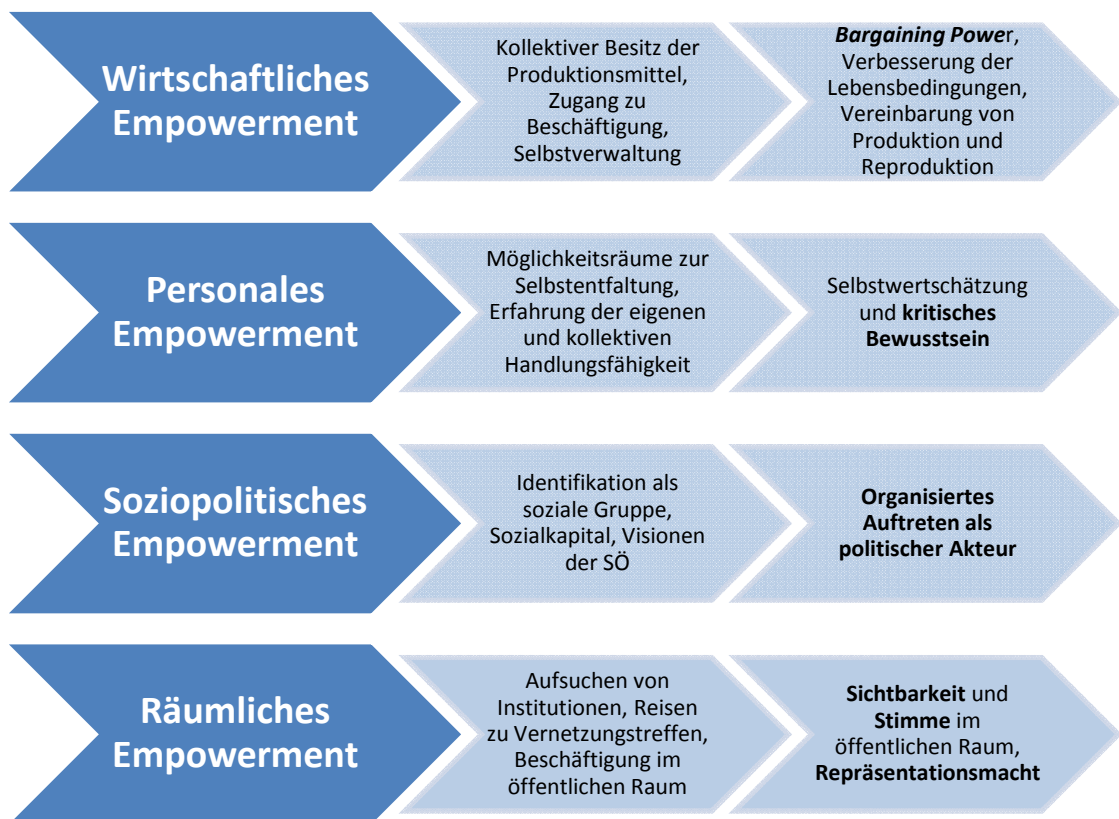 Wirtschaftliches
Empowerment
Kollektiver Besitz der
Produktionsmittel,
Zugang zu
Beschäftigung,
Selbstverwaltung
Bargaining Power,
Verbesserung der
Lebensbedingungen,
Vereinbarung von
Produktion und
Reproduktion
Personales
Empowerment
Möglichkeitsräume zur
Selbstentfaltung,
Erfahrung der eigenen
und kollektiven
Handlungsfähigkeit
Selbstwertschätzung
und kritisches
Bewusstsein
Soziopolitisches
Empowerment
Identifikation als
soziale Gruppe,
Sozialkapital, Visionen
der SÖ
Organisiertes
Auftreten als
politischer Akteur
Räumliches
Empowerment
Aufsuchen von
Institutionen, Reisen
zu Vernetzungstreffen,
Beschäftigung im
öffentlichen Raum
Sichtbarkeit und
Stimme im
öffentlichen Raum,
Repräsentationsmacht